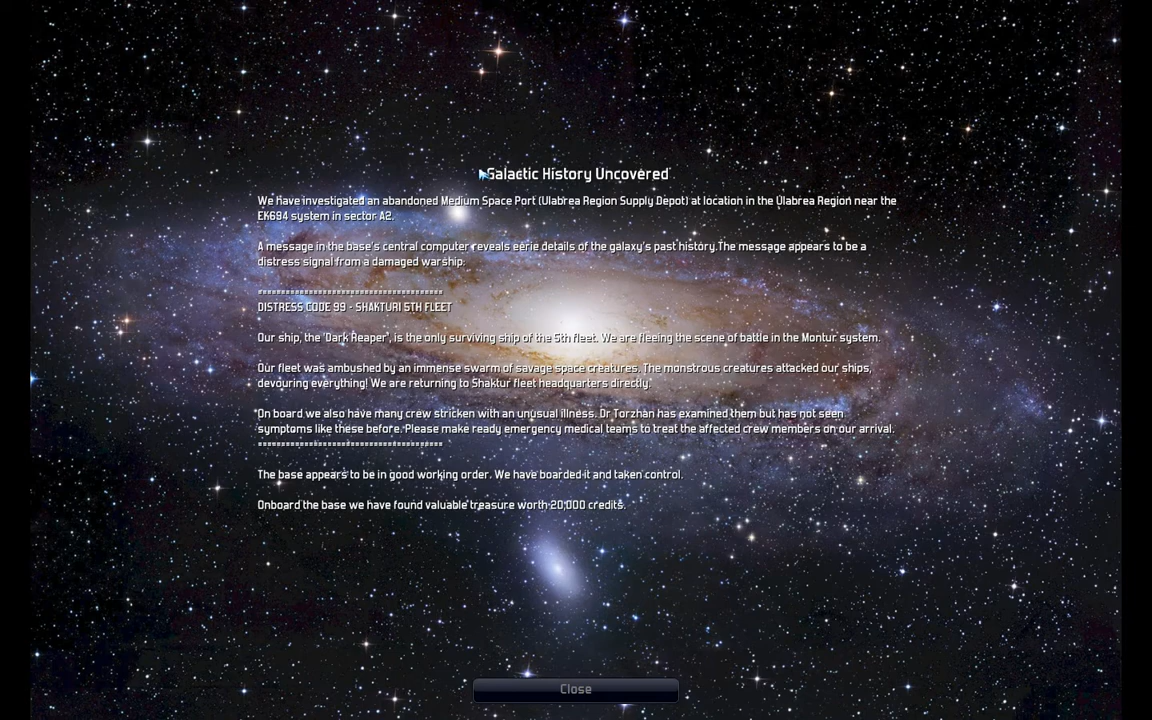 Galactic History Uncovered
We have investigated an abandoned Medium Space Port (Ulabrea Region Supply Depot) at location in the Ulabrea Region near the
EK694 system in sector A2.
A message in the base's central computer reveals eerie details of the galaxy's past history.The message appears to be a
distress signal from a damaged warship:
****************************************
DISTRESS CODE 99 - SHAKTURI 5TH FLEET
Our ship, the 'Dark Reaper', is the only surviving ship of the 5th fleet. We are fleeing the scene of battle in the Montur system.
Our fleet was ambushed by an immense swarm of savage space creatures. The monstrous creatures attacked our ships,
devouring everything! We are returning to Shaktur fleet headquarters directly.
On board we also have many crew stricken with an unusual illness. Dr Torzhan has examined them but has not seen
symptoms like these before. Please make ready emergency medical teams to treat the affected crew members on our arrival.
****************************************
The base appears to be in good working order. We have boarded it and taken control.
Onboard the base we have found valuable treasure worth 20,000 credits.
Close